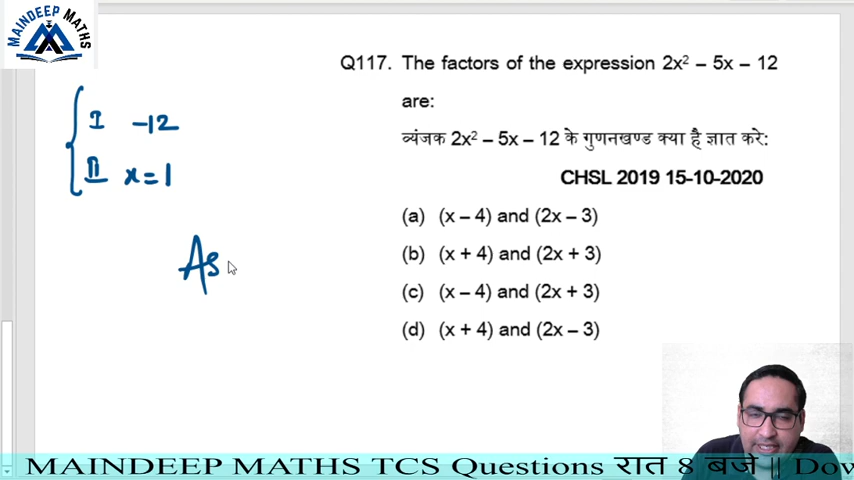 MAINDEEP MATHS
Q117. The factors of the expression 2x² – 5x – 12
are:
व्यंजक 2x² – 5x – 12 के गुणनखण्ड क्या है ज्ञात करे:
CHSL 2019 15-10-2020
(a) (x – 4) and (2x – 3)
(b) (x + 4) and (2x + 3)
(c) (x – 4) and (2x + 3)
(d) (x + 4) and (2x – 3)
I -12
II x = 1
As
MAINDEEP MATHS TCS Questions रात 8 बजे || Dow